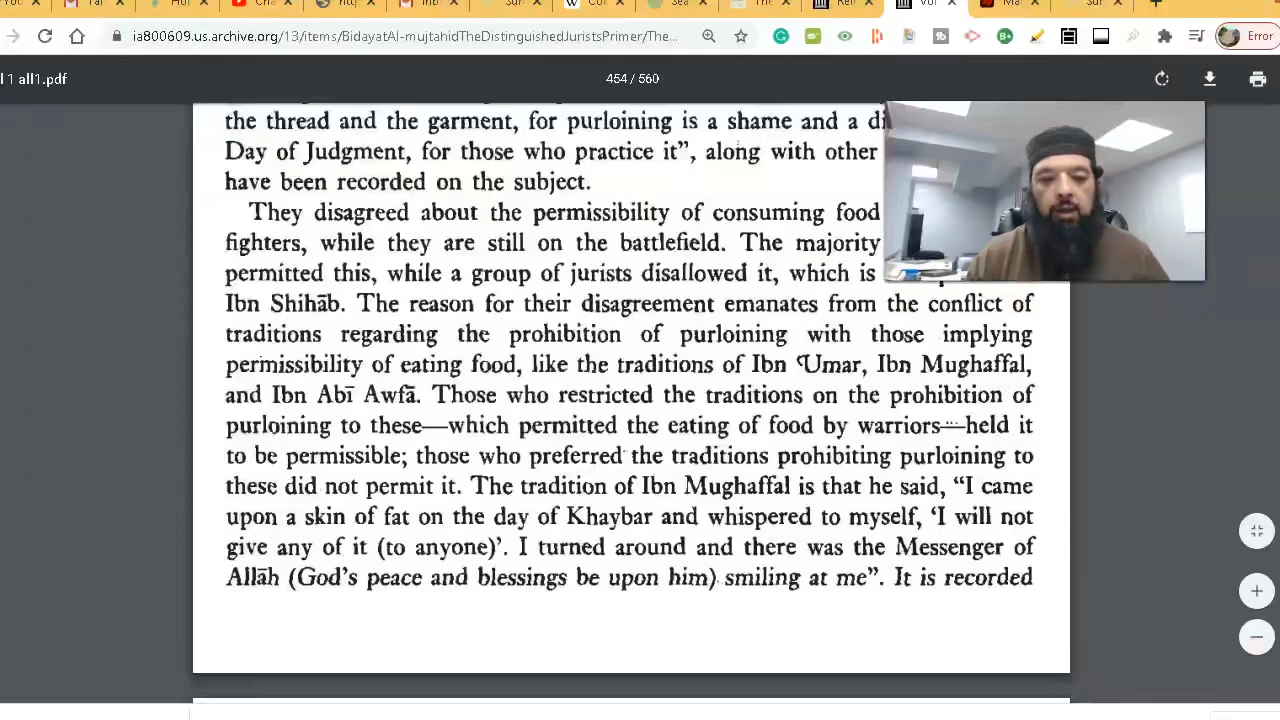 ia800609.us.archive.org/13/items/BidayatAl-mujtahidTheDistinguishedJuristsPrimer/The...
Error
l 1 all1.pdf
454 / 560
the thread and the garment, for purloining is a shame and a di
Day of Judgment, for those who practice it”, along with other
have been recorded on the subject.
They disagreed about the permissibility of consuming food
fighters, while they are still on the battlefield. The majority
permitted this, while a group of jurists disallowed it, which is
Ibn Shihāb. The reason for their disagreement emanates from the conflict of
traditions regarding the prohibition of purloining with those implying
permissibility of eating food, like the traditions of Ibn ʿUmar, Ibn Mughaffal,
and Ibn Abī Awfā. Those who restricted the traditions on the prohibition of
purloining to these—which permitted the eating of food by warriors—held it
to be permissible; those who preferred the traditions prohibiting purloining to
these did not permit it. The tradition of Ibn Mughaffal is that he said, “I came
upon a skin of fat on the day of Khaybar and whispered to myself, ‘I will not
give any of it (to anyone)’. I turned around and there was the Messenger of
Allāh (God’s peace and blessings be upon him) smiling at me”. It is recorded